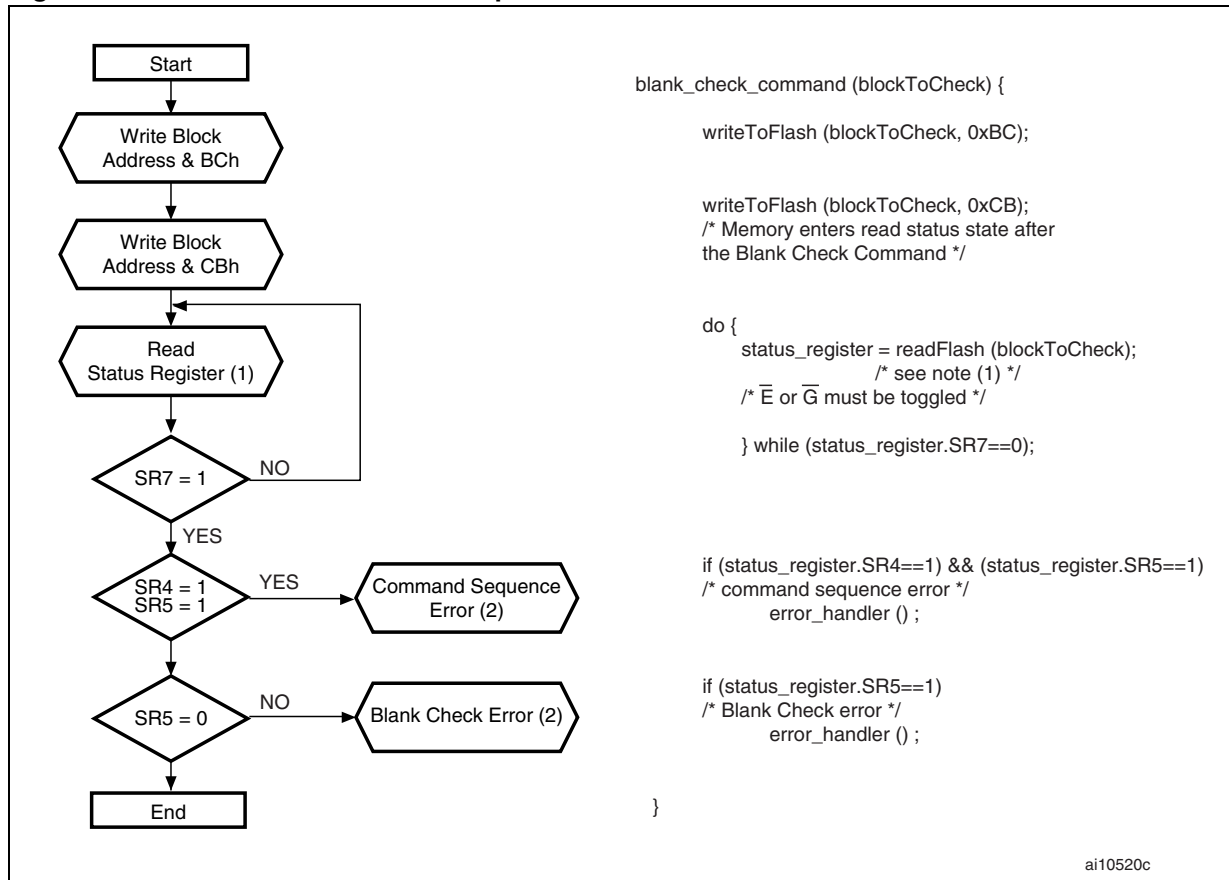 Start
Write Block
Address & BCh
Write Block
Address & CBh
Read
Status Register (1)
SR7 = 1
NO
YES
SR4 = 1
SR5 = 1
YES
Command Sequence
Error (2)
SR5 = 0
NO
Blank Check Error (2)
End
blank_check_command (blockToCheck) {
writeToFlash (blockToCheck, 0xBC);
writeToFlash (blockToCheck, 0xCB);
/* Memory enters read status state after
the Blank Check Command */
do {
status_register = readFlash (blockToCheck);
/* see note (1) */
/* E̅ or G̅ must be toggled */
} while (status_register.SR7==0);
if (status_register.SR4==1) && (status_register.SR5==1)
/* command sequence error */
error_handler () ;
if (status_register.SR5==1)
/* Blank Check error */
error_handler () ;
}
ai10520c